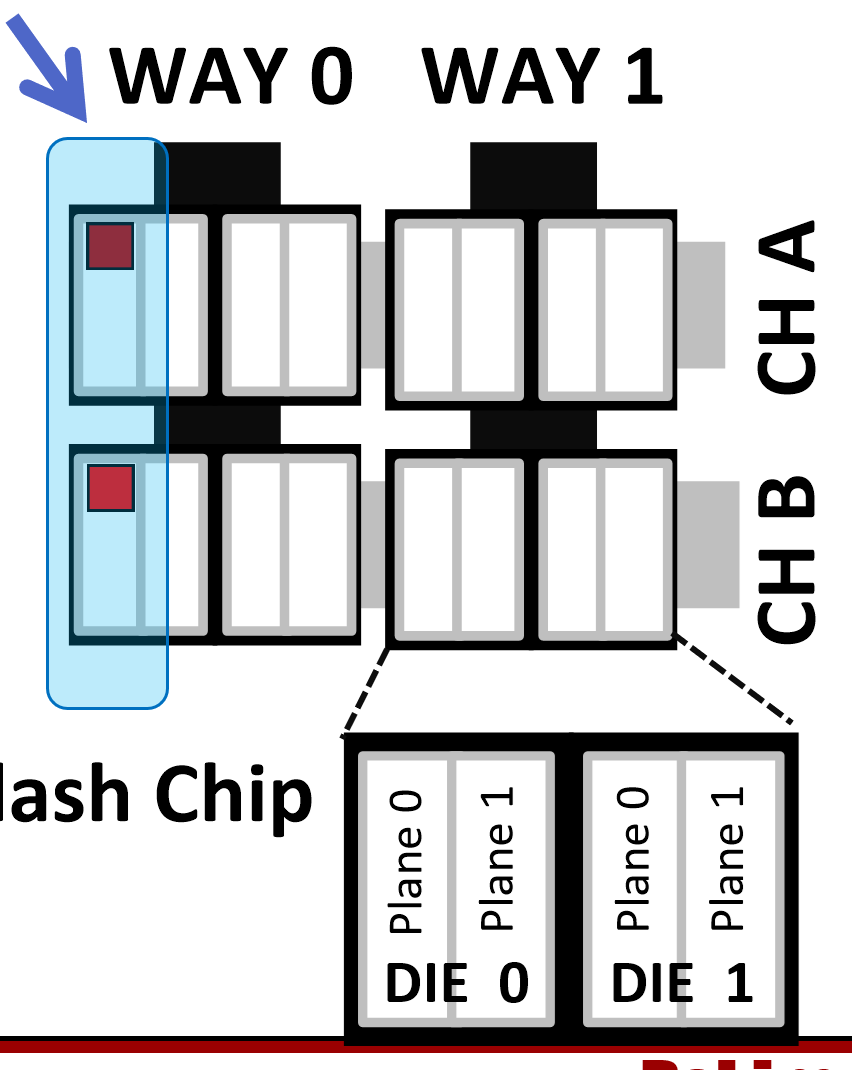 WAY 0 WAY 1
CH A
CH B
lash Chip
Plane 0 Plane 1 Plane 0 Plane 1
DIE 0 DIE 1